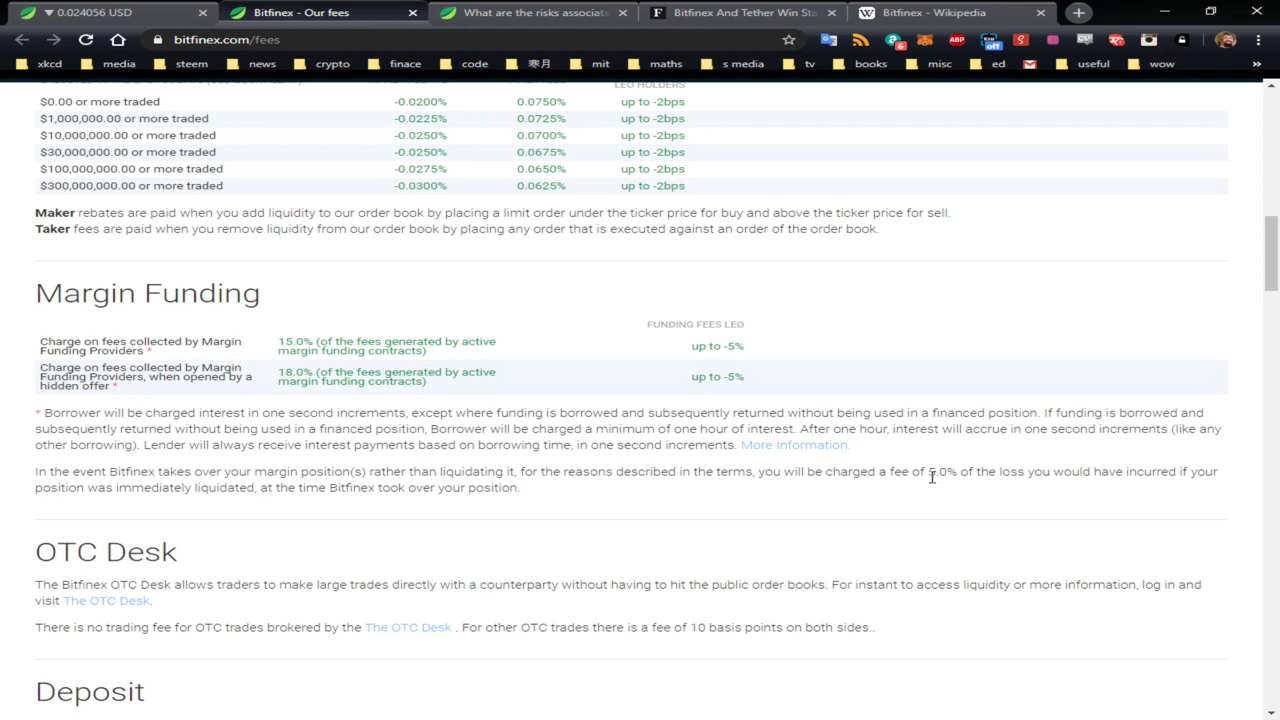 0.024056 USD
Bitfinex - Our fees
What are the risks associate
Bitfinex And Tether Win Sta
Bitfinex - Wikipedia
bitfinex.com/fees
6
ABP
off
xkcd media steem news crypto finace code 寒月 mit maths s media tv books misc ed useful wow
LEO HOLDERS
$0.00 or more traded -0.0200% 0.0750% up to -2bps
$1,000,000.00 or more traded -0.0225% 0.0725% up to -2bps
$10,000,000.00 or more traded -0.0250% 0.0700% up to -2bps
$30,000,000.00 or more traded -0.0250% 0.0675% up to -2bps
$100,000,000.00 or more traded -0.0275% 0.0650% up to -2bps
$300,000,000.00 or more traded -0.0300% 0.0625% up to -2bps
Maker rebates are paid when you add liquidity to our order book by placing a limit order under the ticker price for buy and above the ticker price for sell.
Taker fees are paid when you remove liquidity from our order book by placing any order that is executed against an order of the order book.
Margin Funding
FUNDING FEES LEO
Charge on fees collected by Margin
Funding Providers *
15.0% (of the fees generated by active
margin funding contracts)
up to -5%
Charge on fees collected by Margin
Funding Providers, when opened by a
hidden offer *
18.0% (of the fees generated by active
margin funding contracts)
up to -5%
* Borrower will be charged interest in one second increments, except where funding is borrowed and subsequently returned without being used in a financed position. If funding is borrowed and
subsequently returned without being used in a financed position, Borrower will be charged a minimum of one hour of interest. After one hour, interest will accrue in one second increments (like any
other borrowing). Lender will always receive interest payments based on borrowing time, in one second increments. More Information.
In the event Bitfinex takes over your margin position(s) rather than liquidating it, for the reasons described in the terms, you will be charged a fee of of the loss you would have incurred if your
position was immediately liquidated, at the time Bitfinex took over your position.
OTC Desk
The Bitfinex OTC Desk allows traders to make large trades directly with a counterparty without having to hit the public order books. For instant to access liquidity or more information, log in and
visit The OTC Desk.
There is no trading fee for OTC trades brokered by the The OTC Desk . For other OTC trades there is a fee of 10 basis points on both sides..
Deposit